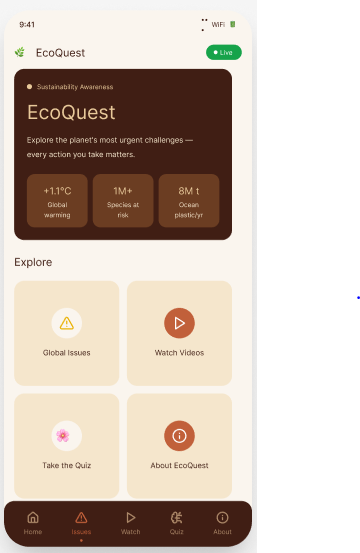 9:41 WiFi
EcoQuest Live
Sustainability Awareness
EcoQuest
Explore the planet's most urgent challenges —
every action you take matters.
+1.1°C 1M+ 8M t
Global Species at Ocean
warming risk plastic/yr
Explore
Global Issues Watch Videos
Take the Quiz About EcoQuest
Home Issues Watch Quiz About